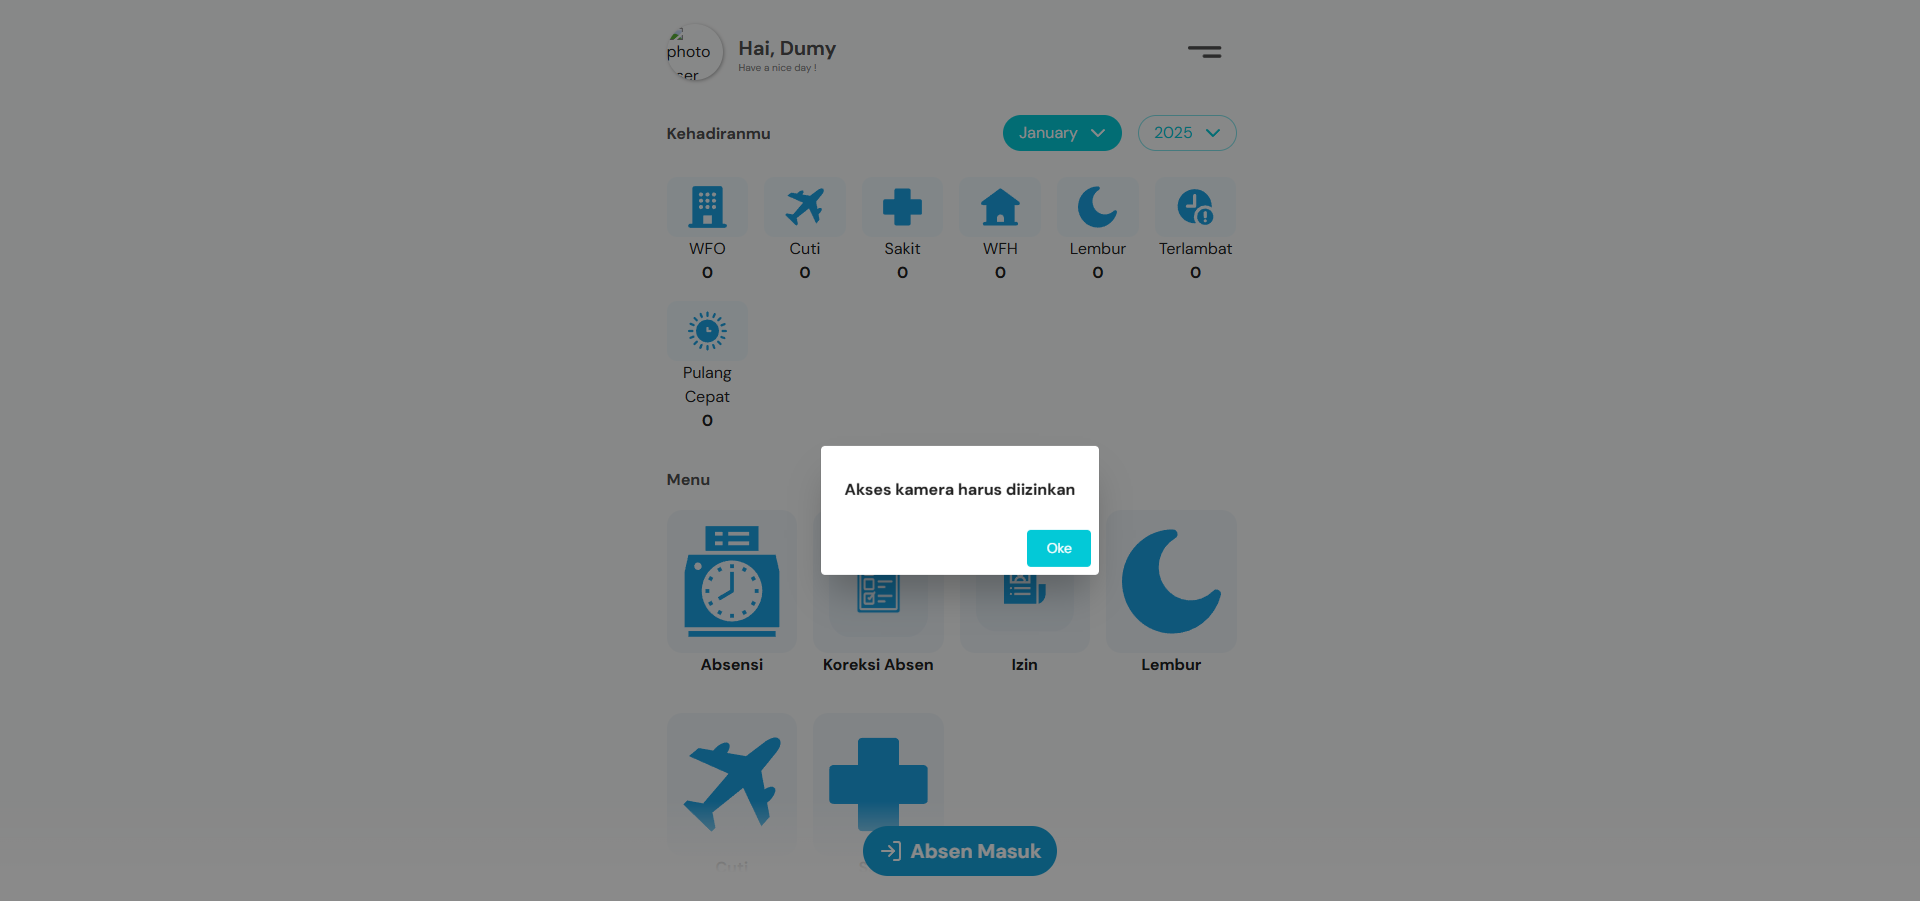 photo
Hai, Dumy
Have a nice day !
Kehadiranmu
January
2025
WFO
Cuti
Sakit
WFH
Lembur
Terlambat
0
0
0
0
0
0
Pulang
Cepat
0
Menu
Akses kamera harus diizinkan
Oke
Absensi
Koreksi Absen
Izin
Lembur
Cuti
Absen Masuk